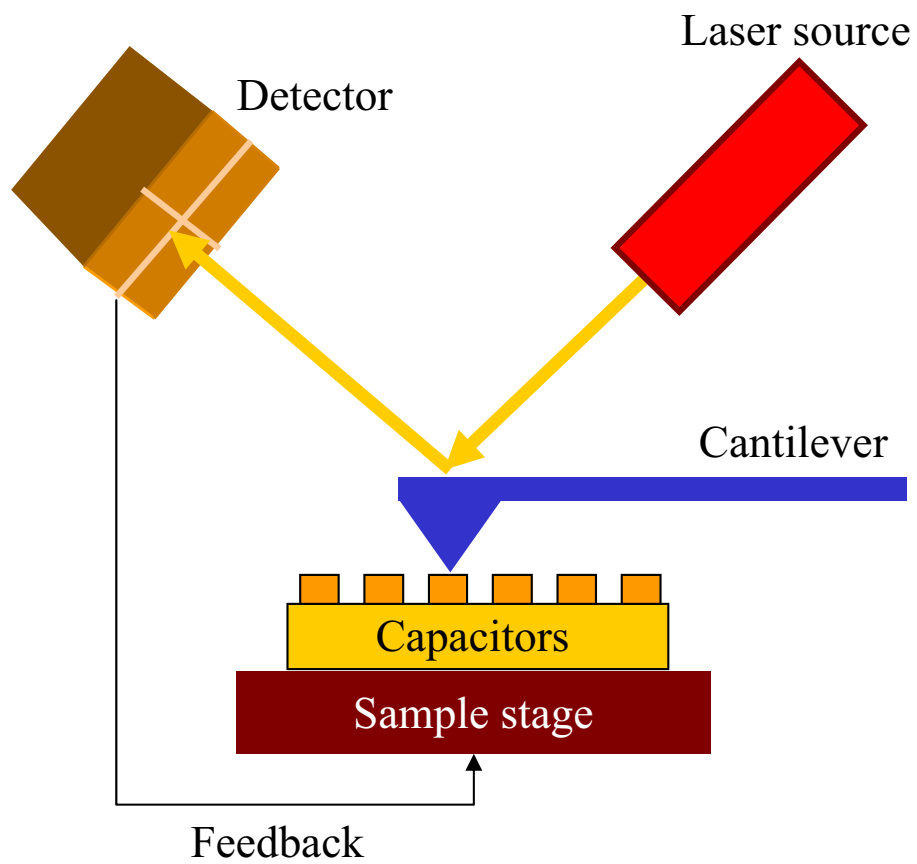 Laser source
Detector
Cantilever
Capacitors
Sample stage
Feedback